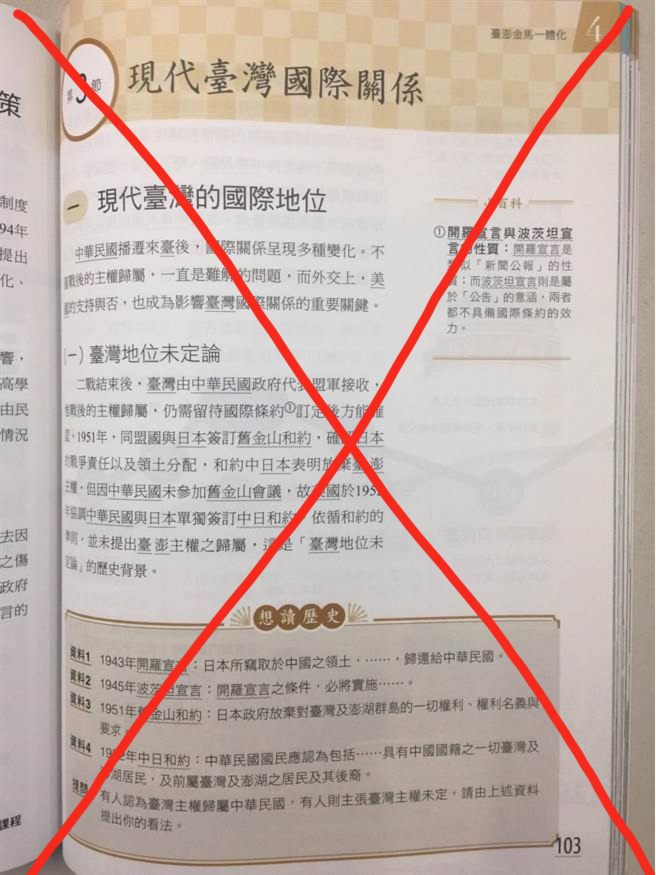 策
制度
94年
提出
化、
響，
高學
由民
情況
去因
之傷
政府
言的
課程
臺澎金馬一體化 4
第3節 現代臺灣國際關係
一 現代臺灣的國際地位
中華民國播遷來臺後，國際關係呈現多種變化。不
戰後的主權歸屬，一直是難解的問題，而外交上，美
國的支持與否，也成為影響臺灣國際關係的重要關鍵。
(一)臺灣地位未定論
二戰結束後，臺灣由中華民國政府代表盟軍接收，
惟戰後的主權歸屬，仍需留待國際條約①訂定後方能確
認。1951年，同盟國與日本簽訂舊金山和約，確認日本
的戰爭責任以及領土分配，和約中日本表明放棄臺澎
主權，但因中華民國未參加舊金山會議，故美國於1952
年協調中華民國與日本單獨簽訂中日和約，依循和約的
準則，並未提出臺澎主權之歸屬，這是「臺灣地位未
定論」的歷史背景。
小百科
①開羅宣言與波茨坦宣
言的性質：開羅宣言是
類似「新聞公報」的性
質；而波茨坦宣言則是屬
於「公告」的意涵，兩者
都不具備國際條約的效
力。
想讀歷史
資料1 1943年開羅宣言：日本所竊取於中國之領土，……，歸還給中華民國。
資料2 1945年波茨坦宣言：開羅宣言之條件，必將實施……。
資料3 1951年舊金山和約：日本政府放棄對臺灣及澎湖群島的一切權利、權利名義與
要求。
資料4 1952年中日和約：中華民國國民應認為包括……具有中國國籍之一切臺灣及
澎湖居民，及前屬臺灣及澎湖之居民及其後裔。
提問 有人認為臺灣主權歸屬中華民國，有人則主張臺灣主權未定，請由上述資料
提出你的看法。
103